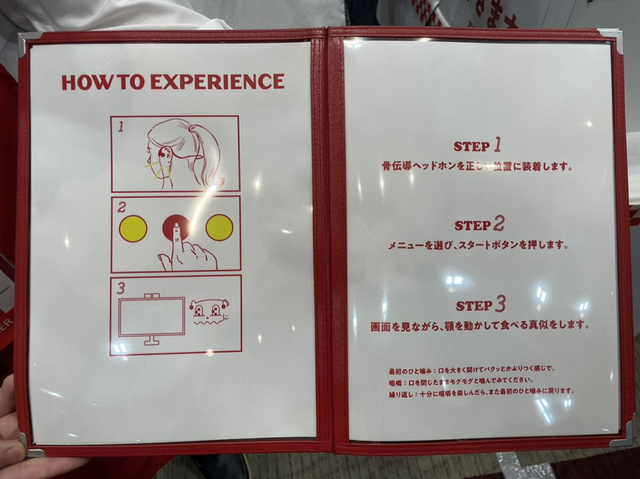 HOW TO EXPERIENCE
1
2
3
STEP 1
骨伝導ヘッドホンを正しい位置に装着します。
STEP 2
メニューを選び、スタートボタンを押します。
STEP 3
画面を見ながら、顎を動かして食べる真似をします。
最初のひと噛み：口を大きく開けてパクッとかぶりつく感じで。
咀嚼：口を閉じたままモグモグと噛んでみてください。
繰り返し：十分に咀嚼を楽しんだら、また最初のひと噛みに戻ります。